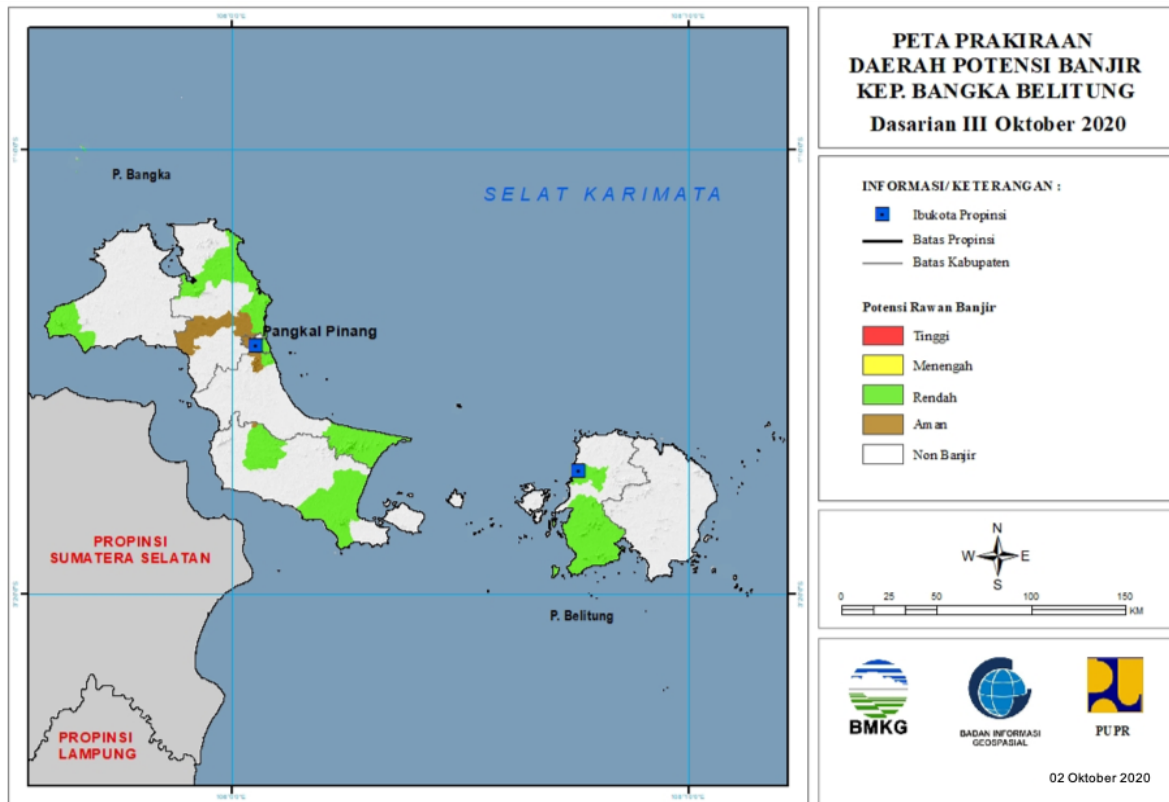 PETA PRAKIRAAN
DAERAH POTENSI BANJIR
KEP. BANGKA BELITUNG
Dasarian III Oktober 2020
P. Bangka
SELAT KARIMATA
Pangkal Pinang
PROPINSI
SUMATERA SELATAN
P. Belitung
PROPINSI
LAMPUNG
INFORMASI/ KETERANGAN :
Ibukota Propinsi
Batas Propinsi
Batas Kabupaten
Potensi Rawan Banjir
Tinggi
Menengah
Rendah
Aman
Non Banjir
N
W E
S
0 25 50 100 150
KM
BMKG
BADAN INFORMASI
GEOSPASIAL
PUPR
02 Oktober 2020